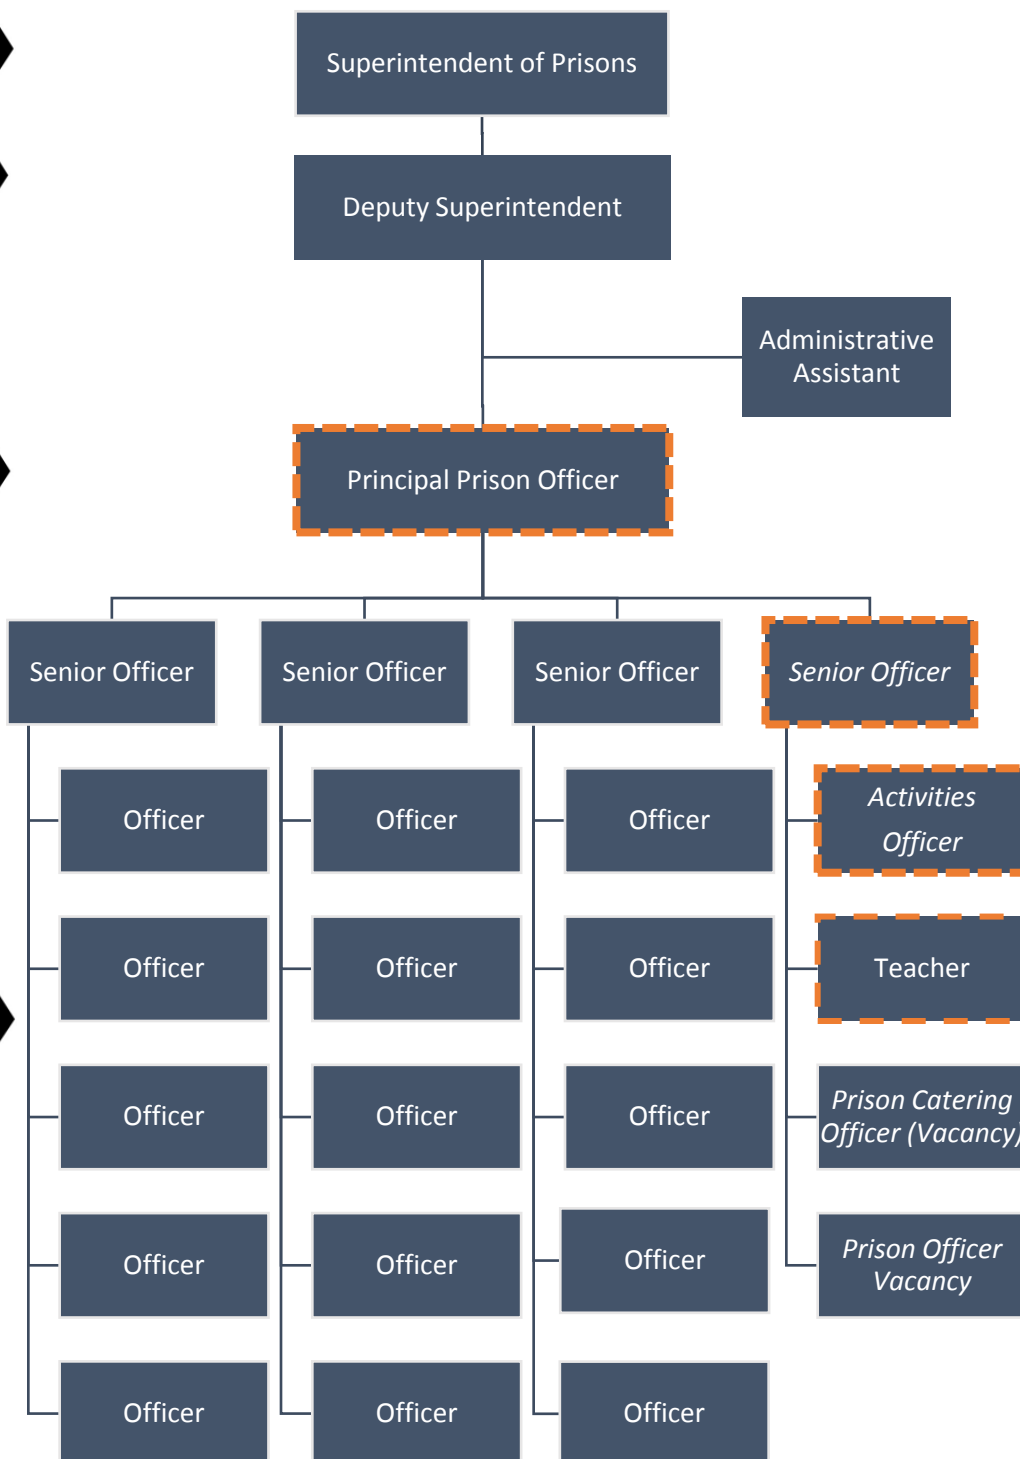 Superintendent of Prisons
Deputy Superintendent
Administrative
Assistant
Principal Prison Officer
Senior Officer
Senior Officer
Senior Officer
Senior Officer
Officer
Officer
Officer
Activities
Officer
Officer
Officer
Officer
Teacher
Officer
Officer
Officer
Prison Catering
Officer (Vacancy)
Officer
Officer
Officer
Prison Officer
Vacancy
Officer
Officer
Officer